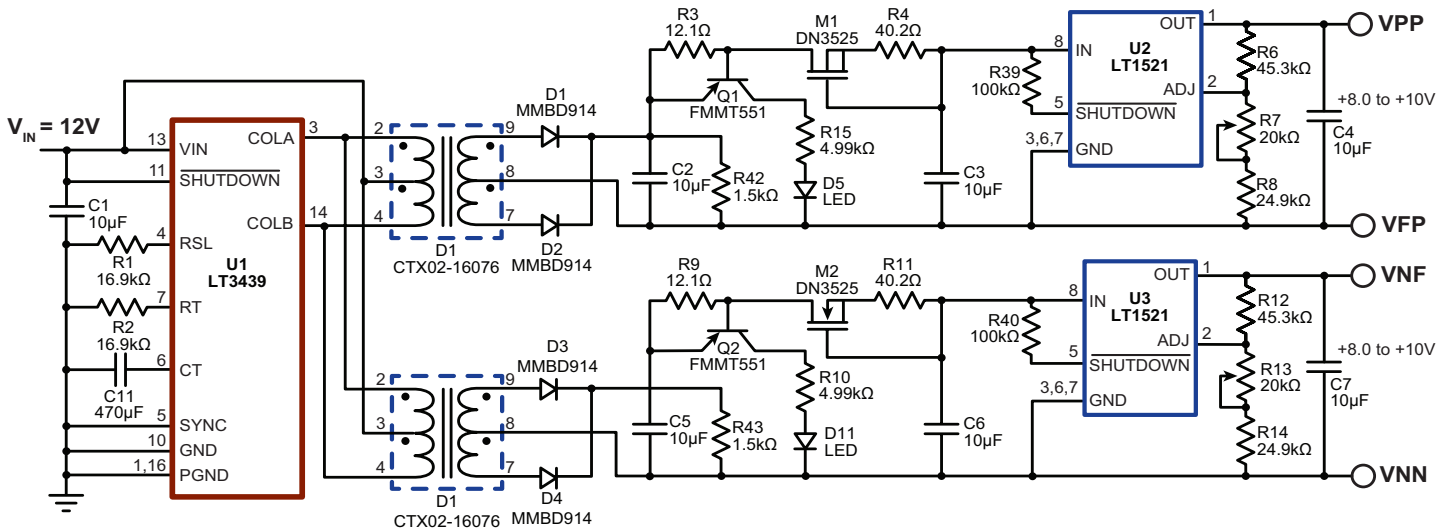 V_IN = 12V
C1
10µF
13
VIN
11
SHUTDOWN
4
RSL
R1
16.9kΩ
7
RT
R2
16.9kΩ
6
CT
C11
470µF
5
SYNC
10
GND
1,16
PGND
U1
LT3439
COLA
3
COLB
14
2
3
4
9
8
7
D1
CTX02-16076
D1
MMBD914
D2
MMBD914
R3
12.1Ω
Q1
FMMT551
M1
DN3525
R4
40.2Ω
C2
10µF
R42
1.5kΩ
R15
4.99kΩ
D5
LED
C3
10µF
R39
100kΩ
8
IN
5
SHUTDOWN
3,6,7
GND
U2
LT1521
OUT
1
ADJ
2
R6
45.3kΩ
R7
20kΩ
R8
24.9kΩ
+8.0 to +10V
C4
10µF
VPP
VFP
2
3
4
9
8
7
D1
CTX02-16076
D3
MMBD914
D4
MMBD914
R9
12.1Ω
Q2
FMMT551
M2
DN3525
R11
40.2Ω
C5
10µF
R43
1.5kΩ
R10
4.99kΩ
D11
LED
C6
10µF
R40
100kΩ
8
IN
5
SHUTDOWN
3,6,7
GND
U3
LT1521
OUT
1
ADJ
2
R12
45.3kΩ
R13
20kΩ
R14
24.9kΩ
+8.0 to +10V
C7
10µF
VNF
VNN